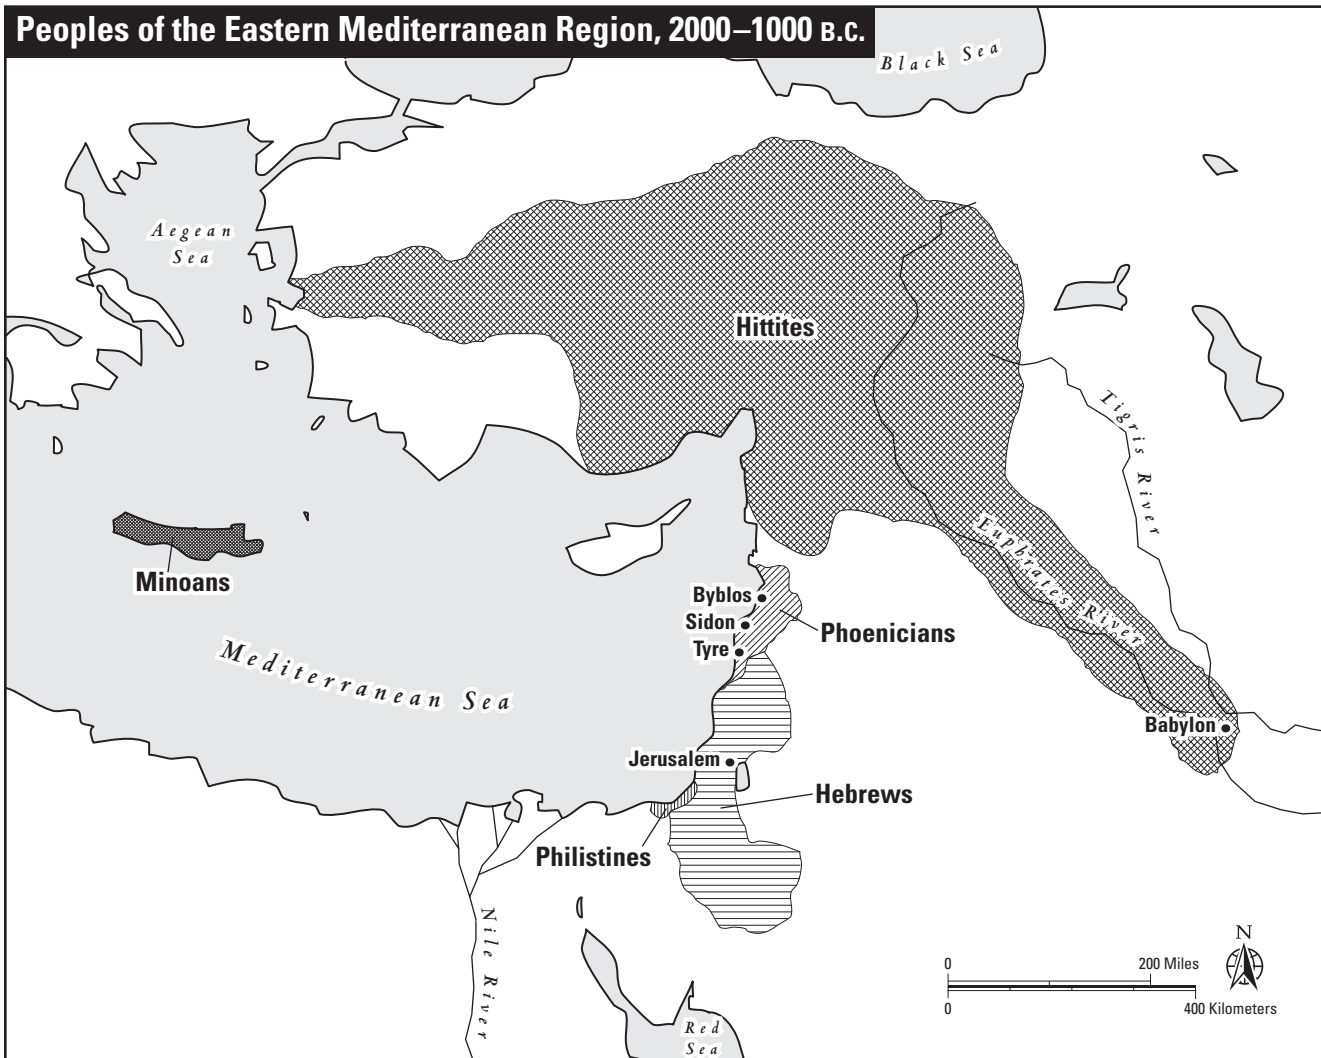 Peoples of the Eastern Mediterranean Region, 2000–1000 B.C.
Black Sea
Aegean
Sea
Hittites
Tigris River
Euphrates River
Minoans
Byblos
Sidon
Tyre
Phoenicians
Mediterranean Sea
Babylon
Jerusalem
Hebrews
Philistines
Nile River
Red
Sea
N
0 200 Miles
0 400 Kilometers